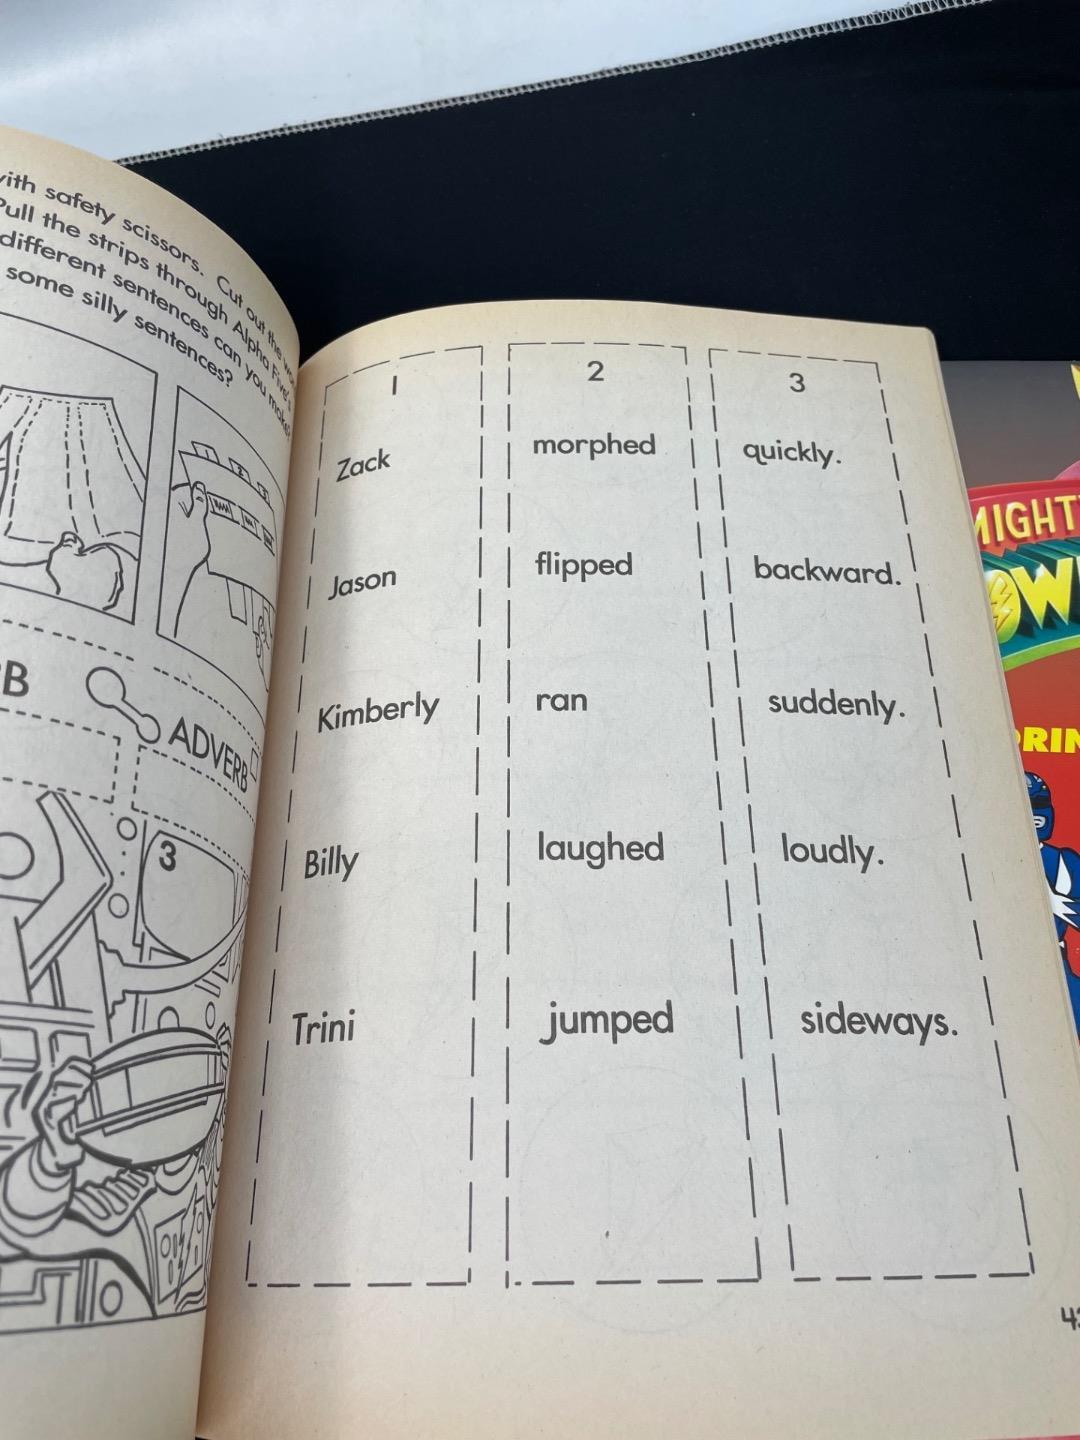 with safety scissors. Cut out the
Pull the strips through Alpha Five's
different sentences can you make?
some silly sentences?
ADVERB
3
1
Zack
Jason
Kimberly
Billy
Trini
2
morphed
flipped
ran
laughed
jumped
3
quickly.
backward.
suddenly.
loudly.
sideways.
MIGHT